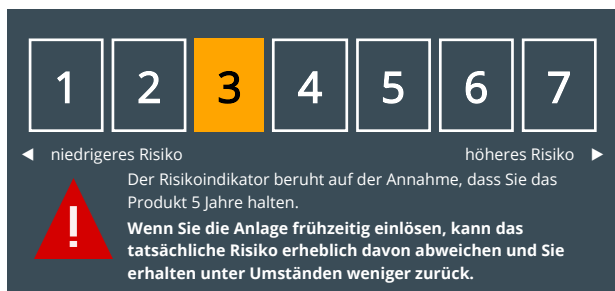 1 2 3 4 5 6 7
◄ niedrigeres Risiko höheres Risiko ►
Der Risikoindikator beruht auf der Annahme, dass Sie das
Produkt 5 Jahre halten.
Wenn Sie die Anlage frühzeitig einlösen, kann das
tatsächliche Risiko erheblich davon abweichen und Sie
erhalten unter Umständen weniger zurück.
!